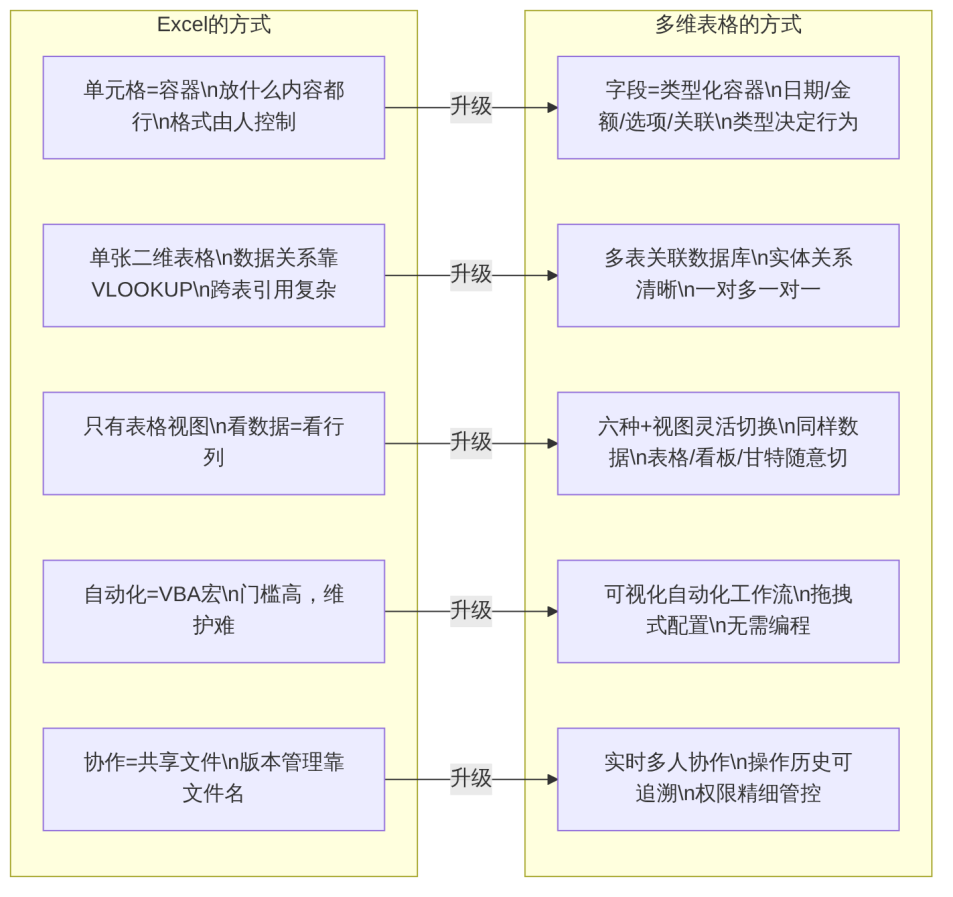 Excel的方式
单元格=容器\n放什么内容都
行\n格式由人控制
单张二维表格\n数据关系靠
VLOOKUP\n跨表引用复杂
只有表格视图\n看数据=看行
列
自动化=VBA宏\n门槛高，维
护难
协作=共享文件\n版本管理靠
文件名
升级
升级
升级
升级
升级
多维表格的方式
字段=类型化容器\n日期/金
额/选项/关联\n类型决定行为
多表关联数据库\n实体关系
清晰\n一对多一对一
六种+视图灵活切换\n同样数
据\n表格/看板/甘特随意切
可视化自动化工作流\n拖拽
式配置\n无需编程
实时多人协作\n操作历史可
追溯\n权限精细管控